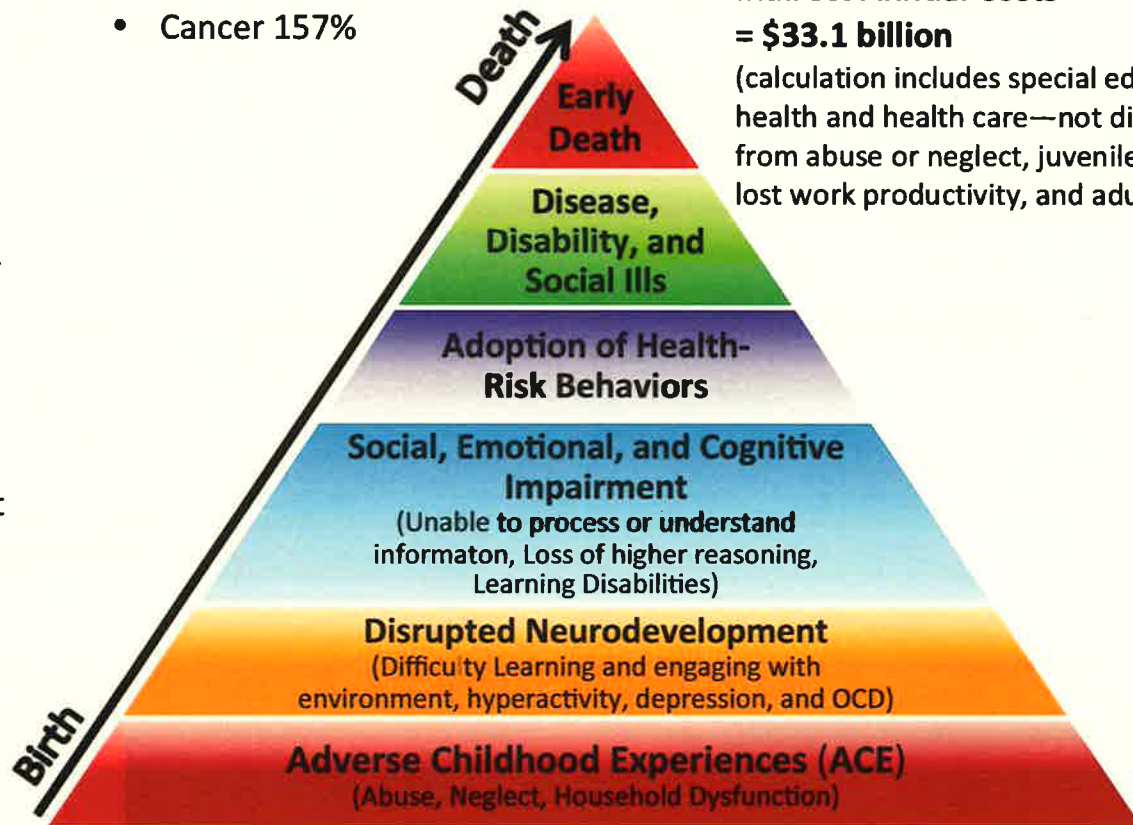 • Cancer 157%
= $33.1 billion
(calculation includes special ed
health and health care—not di
from abuse or neglect, juvenile
lost work productivity, and adu
Death
Early
Death
Disease,
Disability, and
Social Ills
Adoption of Health-
Risk Behaviors
Social, Emotional, and Cognitive
Impairment
(Unable to process or understand
informaton, Loss of higher reasoning,
Learning Disabilities)
Disrupted Neurodevelopment
(Difficulty Learning and engaging with
environment, hyperactivity, depression, and OCD)
Birth
Adverse Childhood Experiences (ACE)
(Abuse, Neglect, Household Dysfunction)